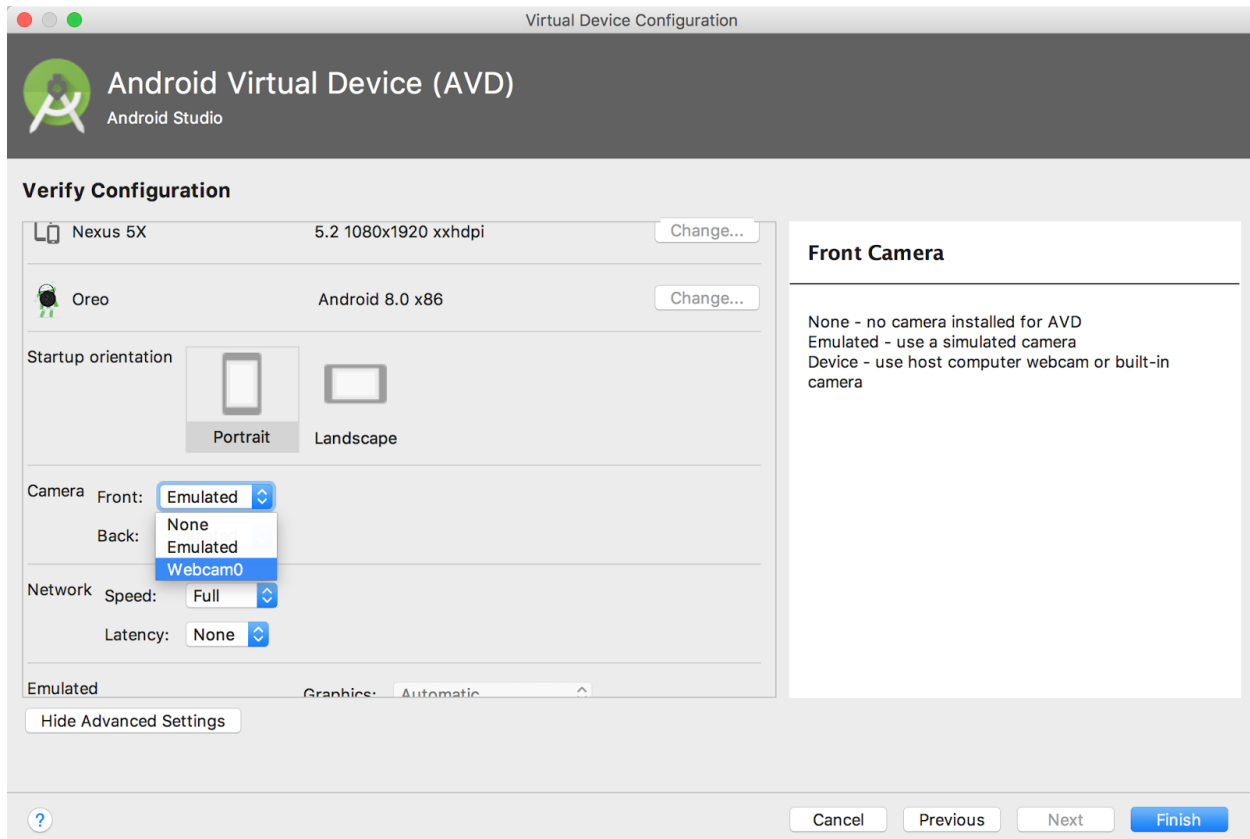 Virtual Device Configuration
Android Virtual Device (AVD)
Android Studio
Verify Configuration
Nexus 5X 5.2 1080x1920 xxhdpi Change...
Oreo Android 8.0 x86 Change...
Startup orientation
Portrait Landscape
Camera Front: Emulated
None
Back:
Emulated
Webcam0
Network Speed: Full
Latency: None
Emulated Graphics: Automatic
Hide Advanced Settings
Front Camera
None - no camera installed for AVD
Emulated - use a simulated camera
Device - use host computer webcam or built-in
camera
? Cancel Previous Next Finish